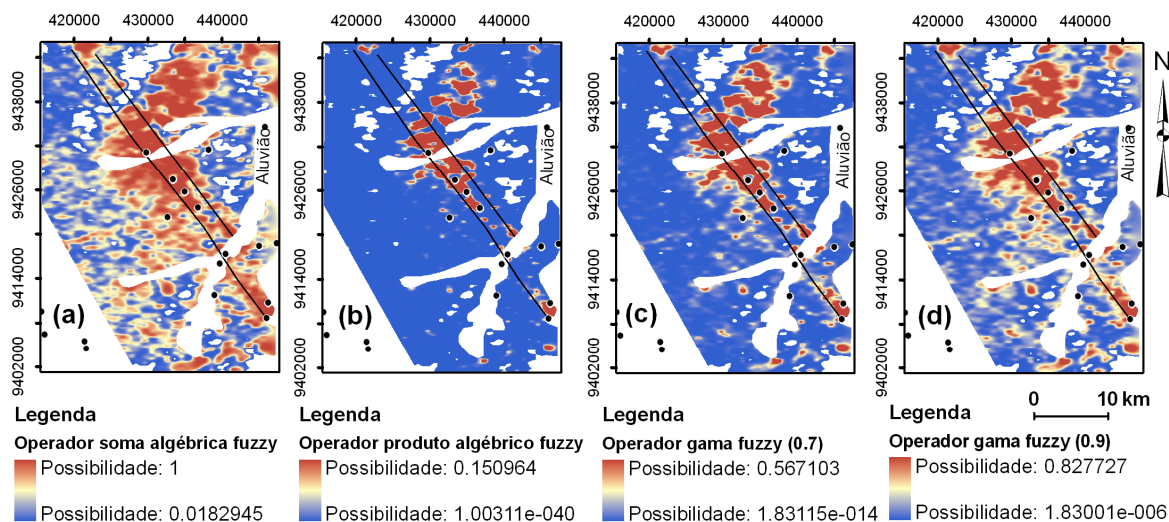 420000 430000 440000
420000 430000 440000
420000 430000 440000
420000 430000 440000
N
9438000
9426000
9414000
9402000
Aluvião
(a)
9438000
9426000
9414000
9402000
Aluvião
(b)
9438000
9426000
9414000
9402000
Aluvião
(c)
9438000
9426000
9414000
9402000
Aluvião
(d)
0 10 km
Legenda
Operador soma algébrica fuzzy
Possibilidade: 1
Possibilidade: 0.0182945
Legenda
Operador produto algébrico fuzzy
Possibilidade: 0.150964
Possibilidade: 1.00311e-040
Legenda
Operador gama fuzzy (0.7)
Possibilidade: 0.567103
Possibilidade: 1.83115e-014
Legenda
Operador gama fuzzy (0.9)
Possibilidade: 0.827727
Possibilidade: 1.83001e-006